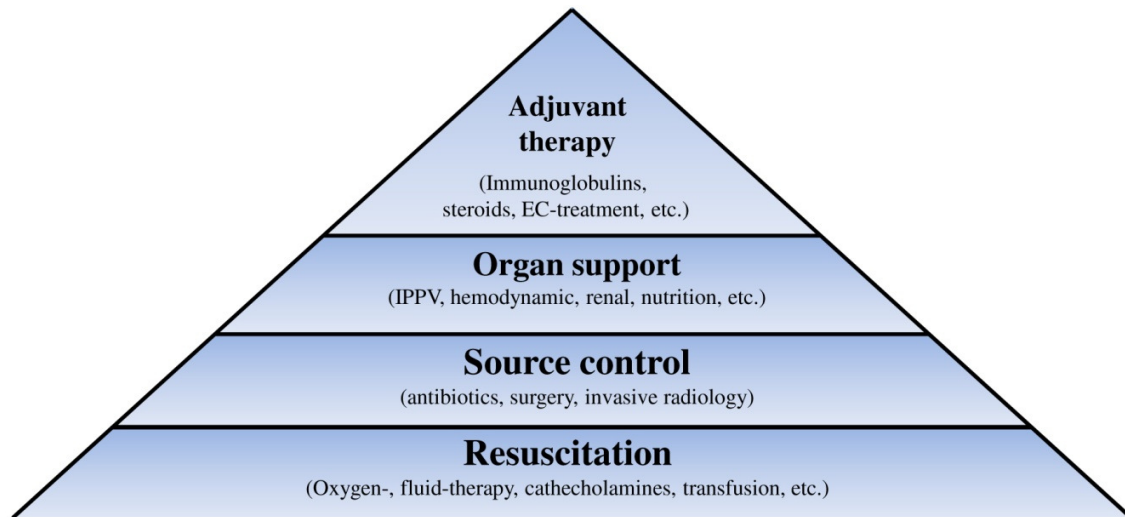 Adjuvant
therapy
(Immunoglobulins,
steroids, EC-treatment, etc.)
Organ support
(IPPV, hemodynamic, renal, nutrition, etc.)
Source control
(antibiotics, surgery, invasive radiology)
Resuscitation
(Oxygen-, fluid-therapy, cathecholamines, transfusion, etc.)